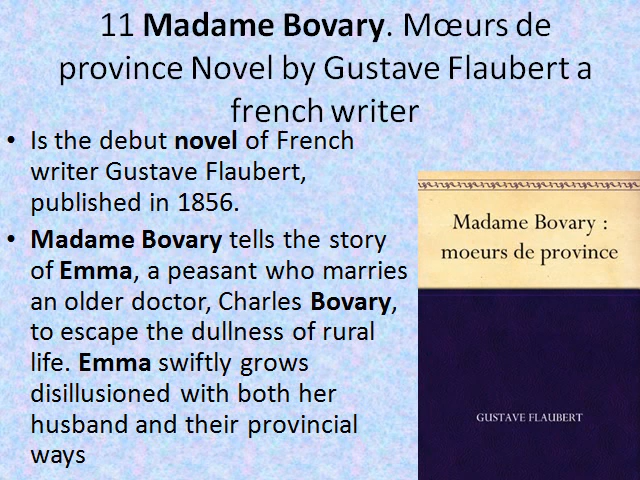 11 Madame Bovary. Mœurs de
province Novel by Gustave Flaubert a
french writer
• Is the debut novel of French
writer Gustave Flaubert,
published in 1856.
• Madame Bovary tells the story
of Emma, a peasant who marries
an older doctor, Charles Bovary,
to escape the dullness of rural
life. Emma swiftly grows
disillusioned with both her
husband and their provincial
ways
Madame Bovary :
moeurs de province
GUSTAVE FLAUBERT